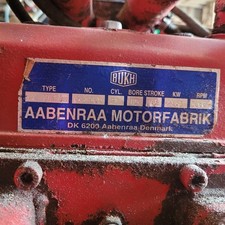 BUKH
TYPE NO. CYL. BORE STROKE KW RPM
AABENRAA MOTORFABRIK
DK 6200 Aabenraa Denmark